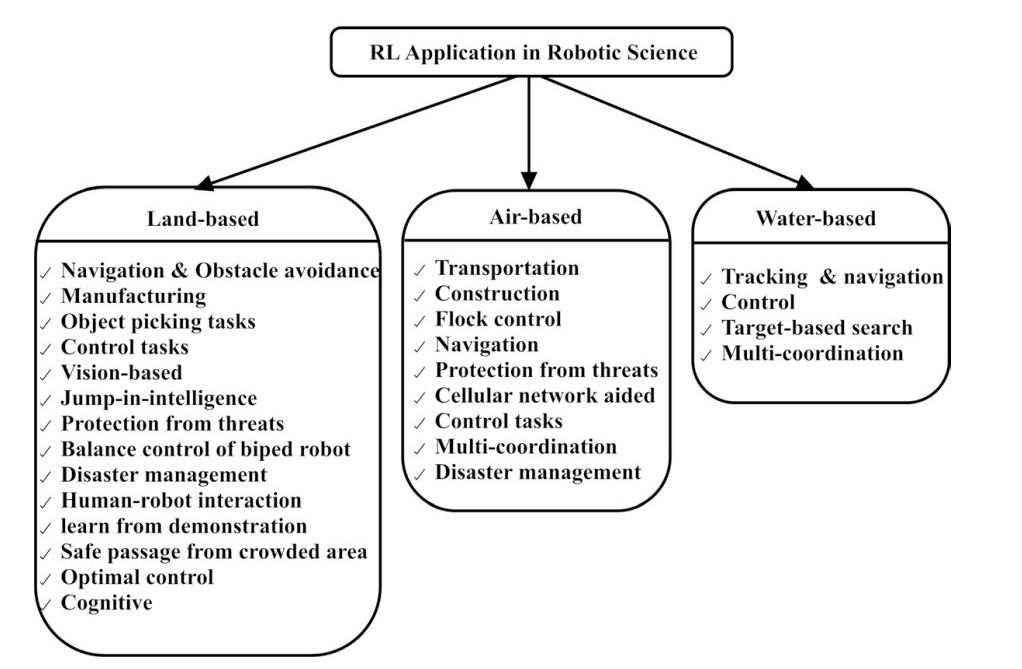 RL Application in Robotic Science
Land-based
✓ Navigation & Obstacle avoidance
✓ Manufacturing
✓ Object picking tasks
✓ Control tasks
✓ Vision-based
✓ Jump-in-intelligence
✓ Protection from threats
✓ Balance control of biped robot
✓ Disaster management
✓ Human-robot interaction
✓ learn from demonstration
✓ Safe passage from crowded area
✓ Optimal control
✓ Cognitive
Air-based
✓ Transportation
✓ Construction
✓ Flock control
✓ Navigation
✓ Protection from threats
✓ Cellular network aided
✓ Control tasks
✓ Multi-coordination
✓ Disaster management
Water-based
✓ Tracking & navigation
✓ Control
✓ Target-based search
✓ Multi-coordination